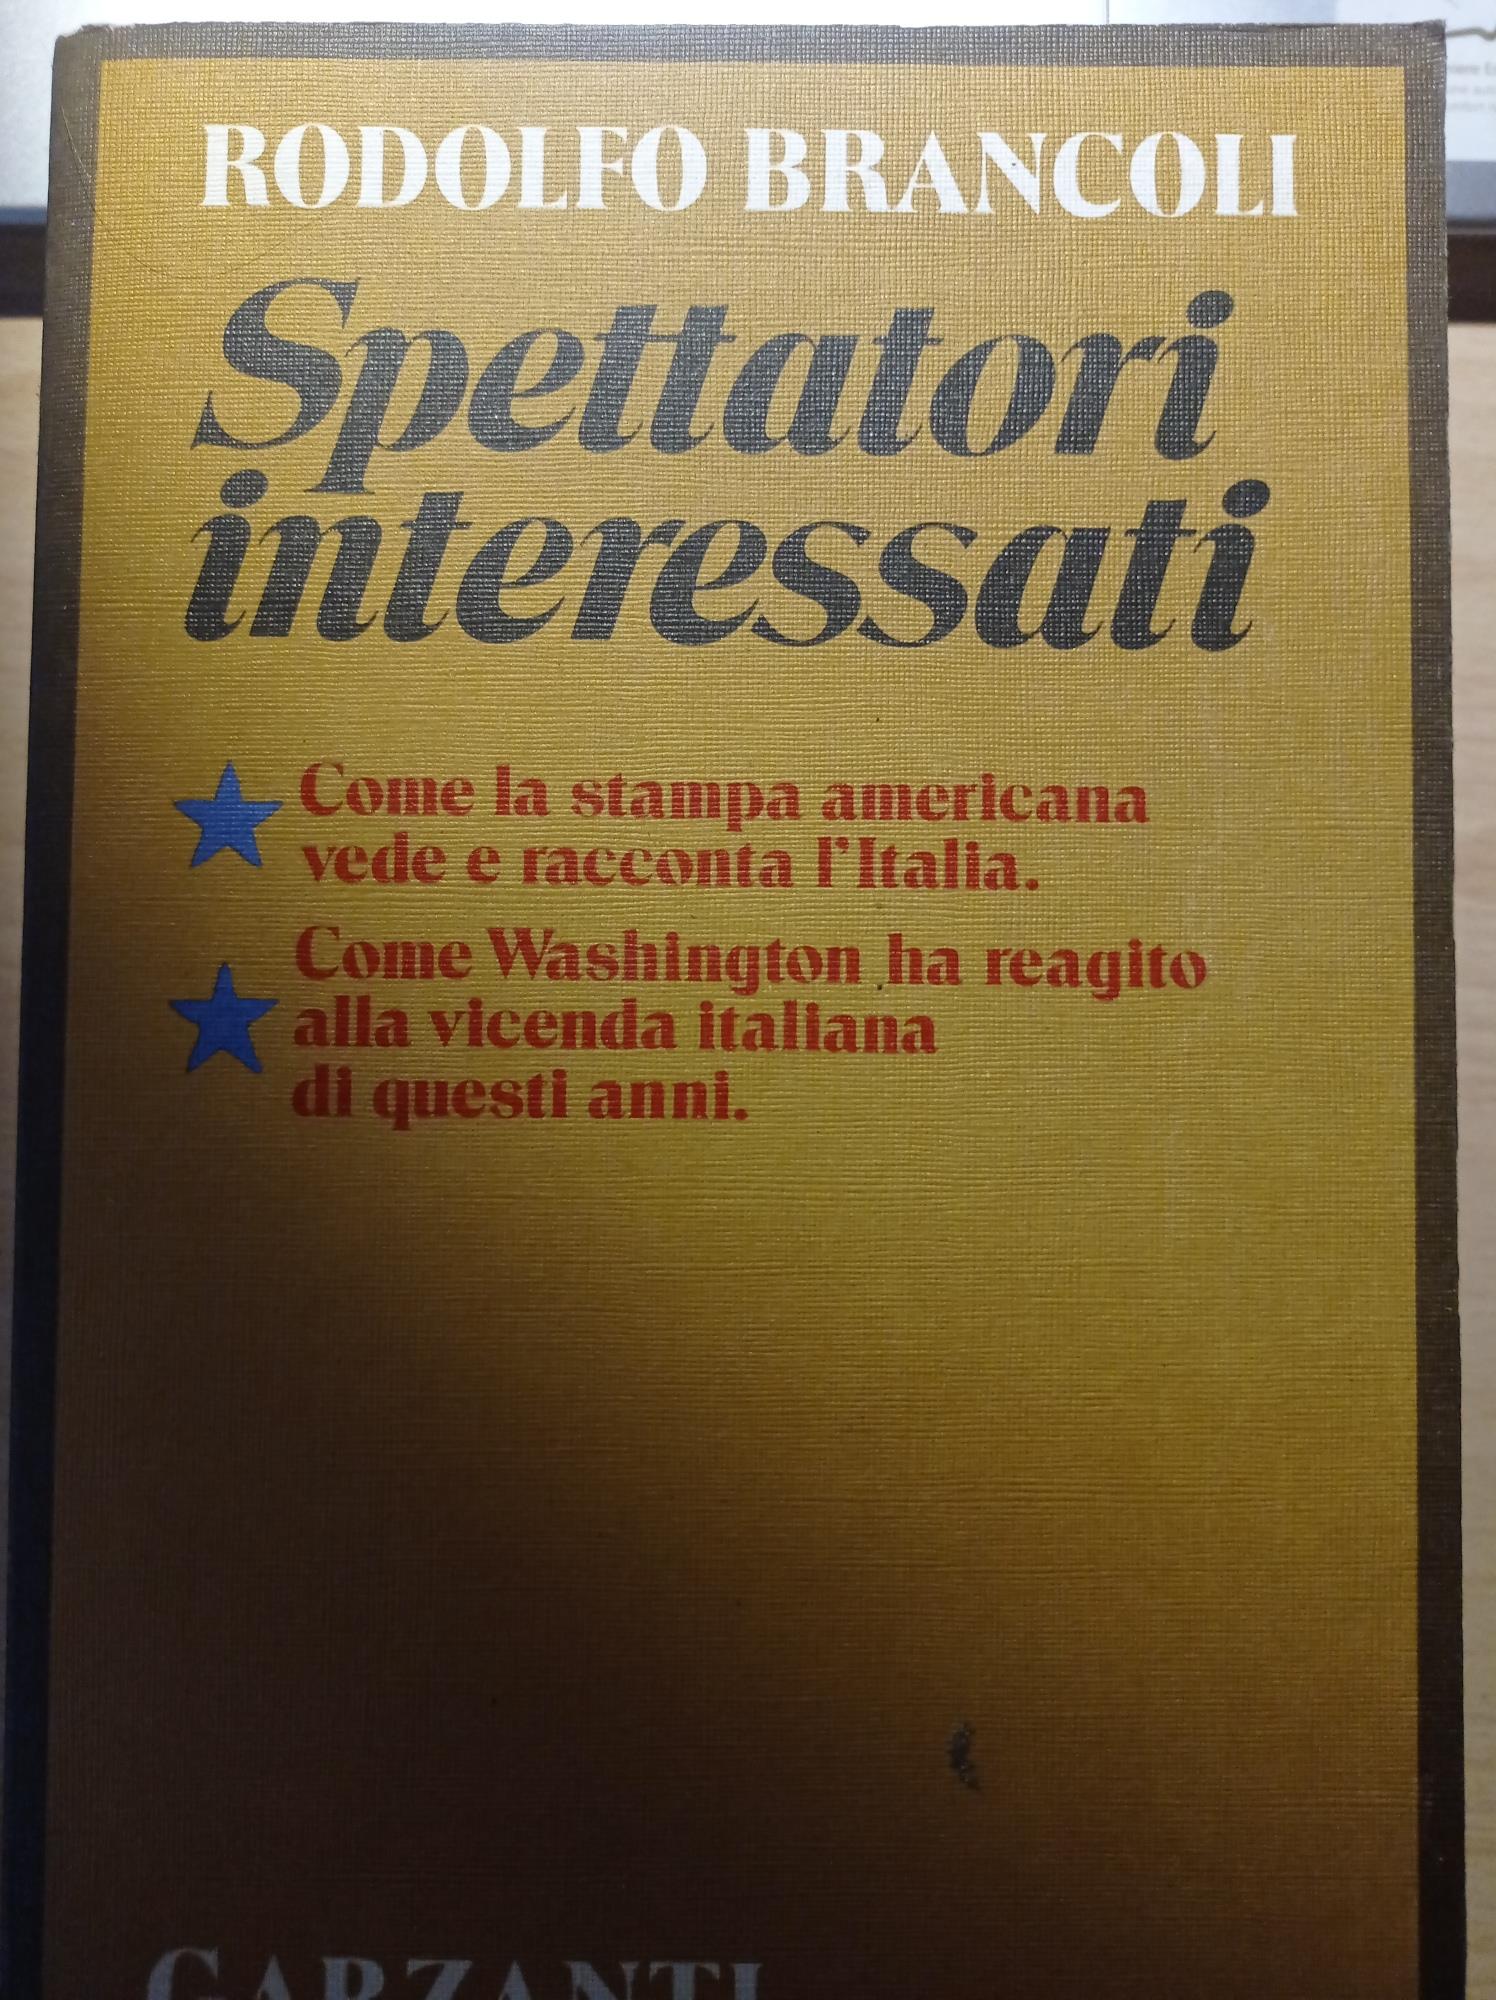 RODOLFO BRANCOLI
Spettatori
interessati
Come la stampa americana
vede e racconta l'Italia.
Come Washington ha reagito
alla vicenda italiana
di questi anni.
GARZANTI